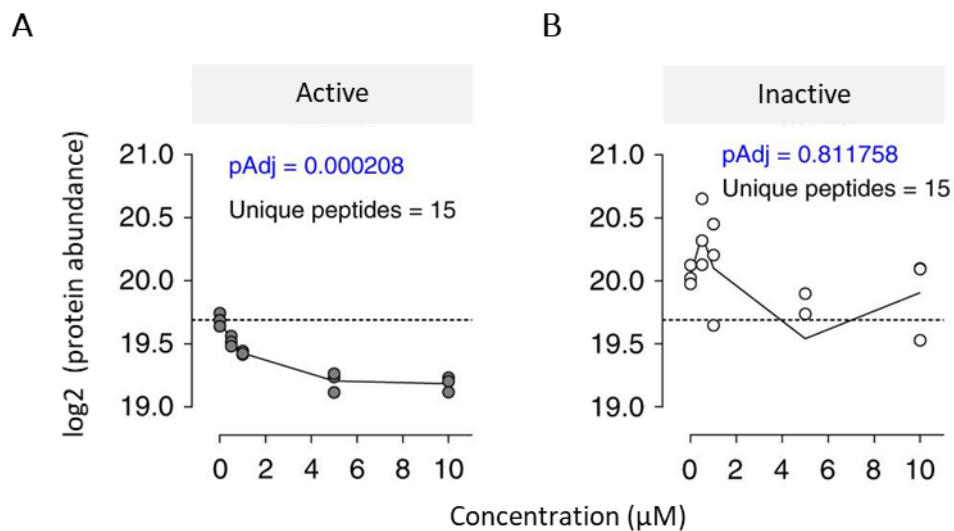 A
B
Active
Inactive
log2 (protein abundance)
21.0
20.5
20.0
19.5
19.0
pAdj = 0.000208
Unique peptides = 15
0 2 4 6 8 10
21.0
20.5
20.0
19.5
19.0
pAdj = 0.811758
Unique peptides = 15
0 2 4 6 8 10
Concentration (µM)